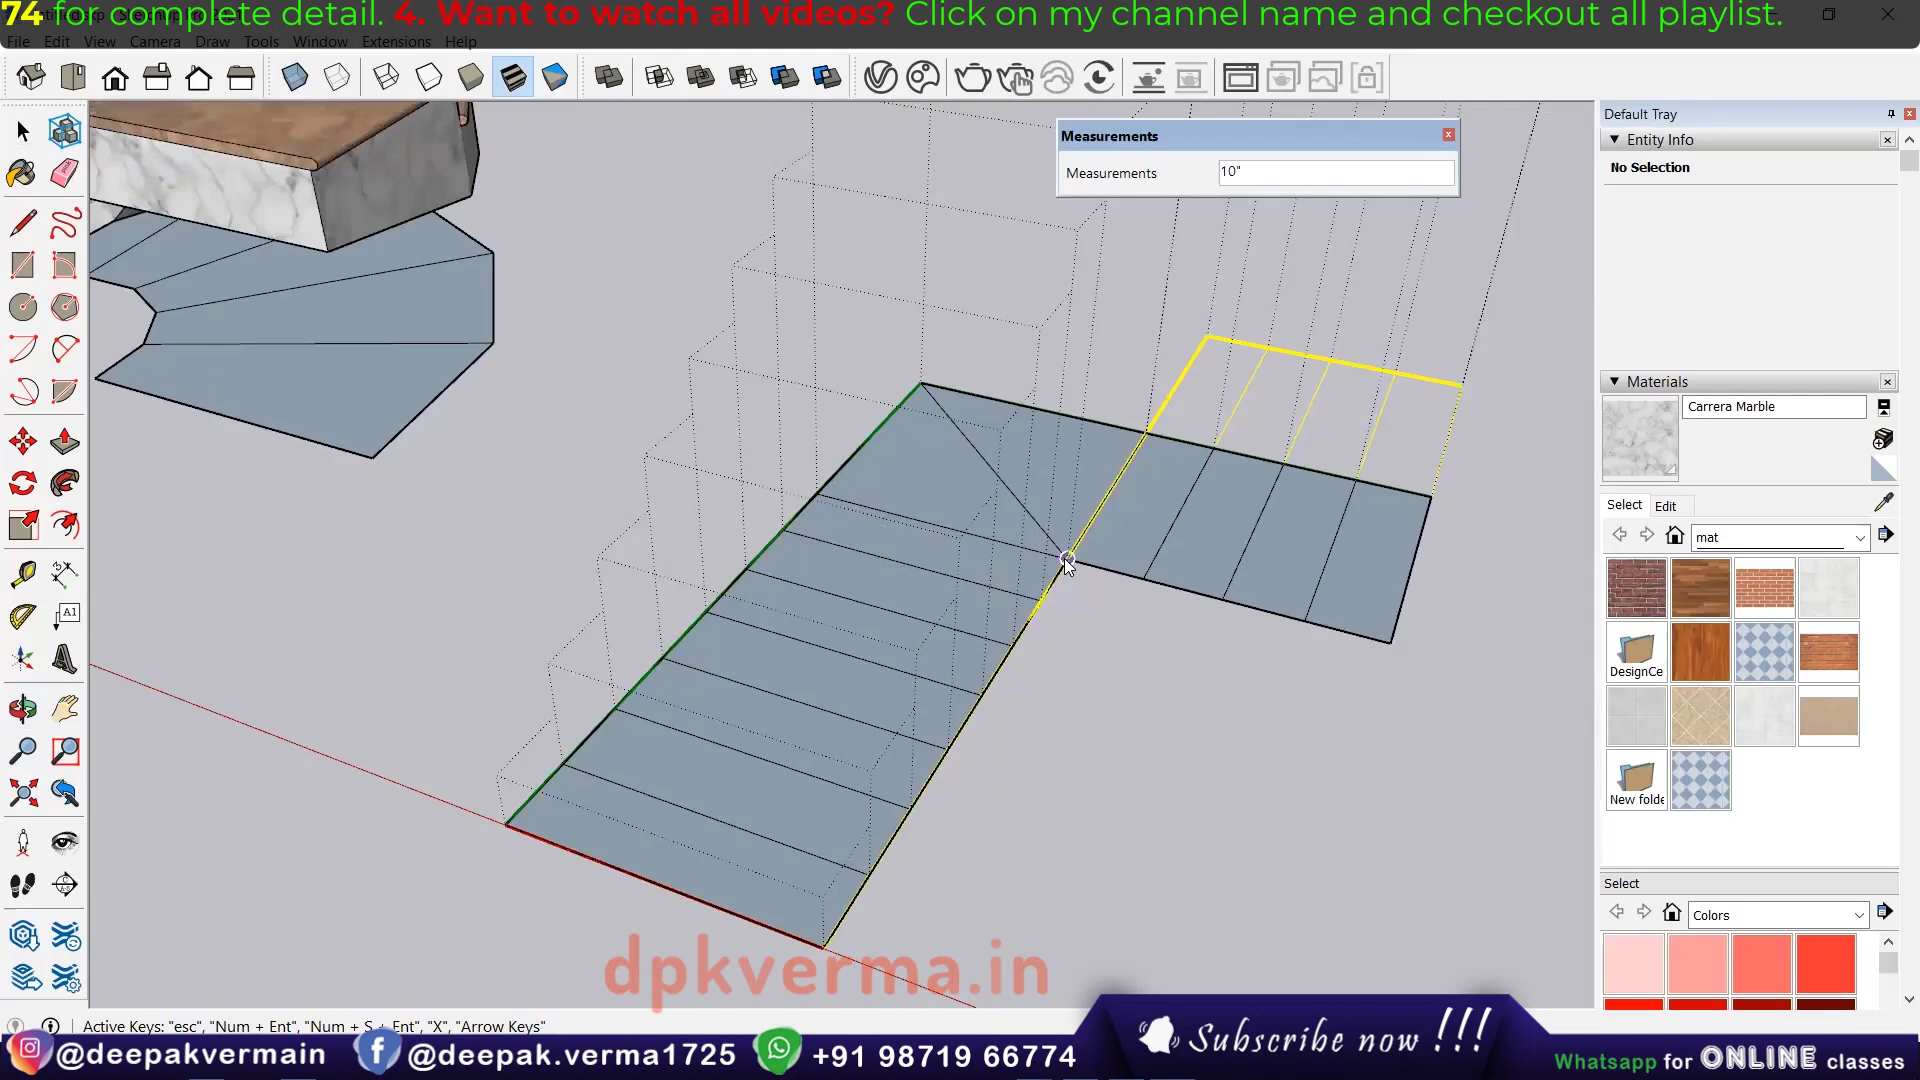 74 for complete detail. 4. Want to watch all videos? Click on my channel name and checkout all playlist.
File Edit View Camera Draw Tools Window Extensions Help
Default Tray
Measurements
Entity Info
Measurements 10"
No Selection
Materials
Carrera Marble
Select Edit
mat
A1
DesignCe
New folde
Select
Colors
dpkverma.in
Active Keys: "esc", "Num + Ent", "Num + S + Ent", "X", "Arrow Keys"
@deepakvermain @deepak.verma1725 +91 98719 66774
Subscribe now !!!
Whatsapp for ONLINE classes